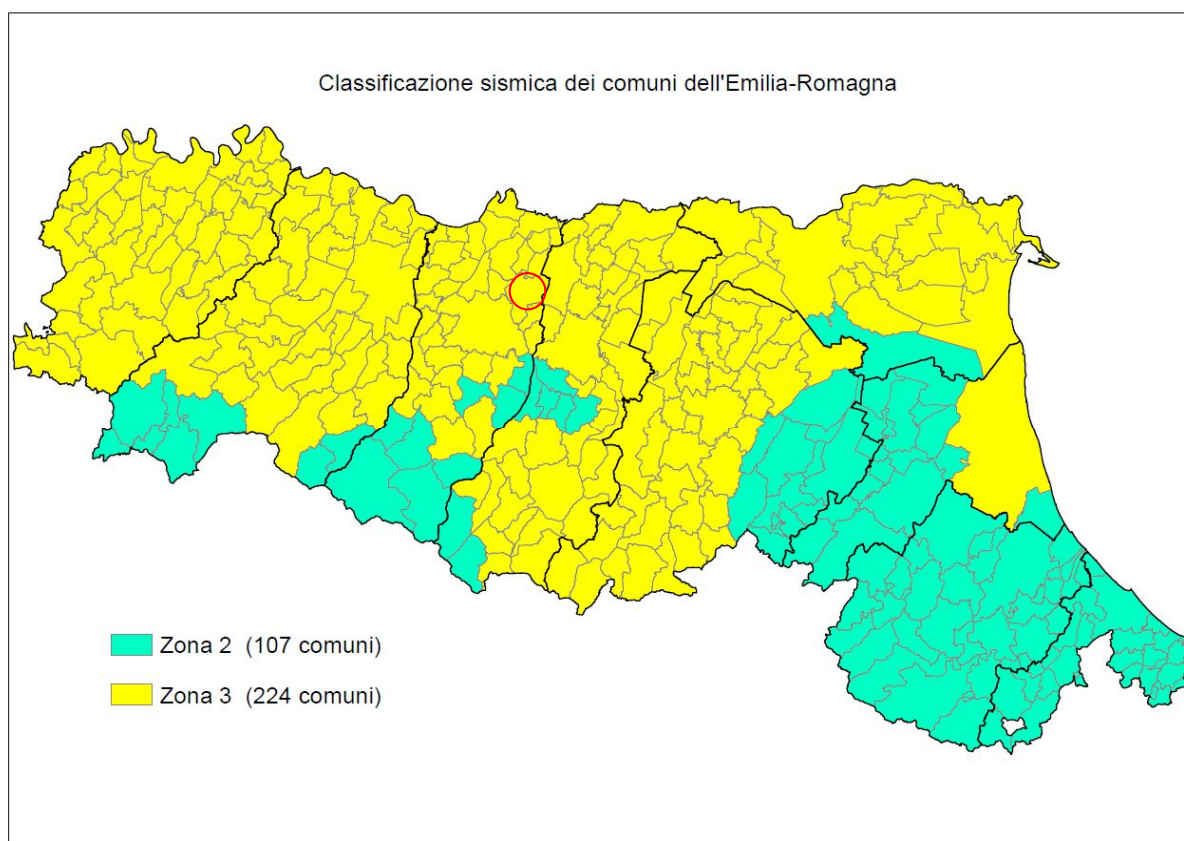 Classificazione sismica dei comuni dell'Emilia-Romagna
Zona 2 (107 comuni)
Zona 3 (224 comuni)